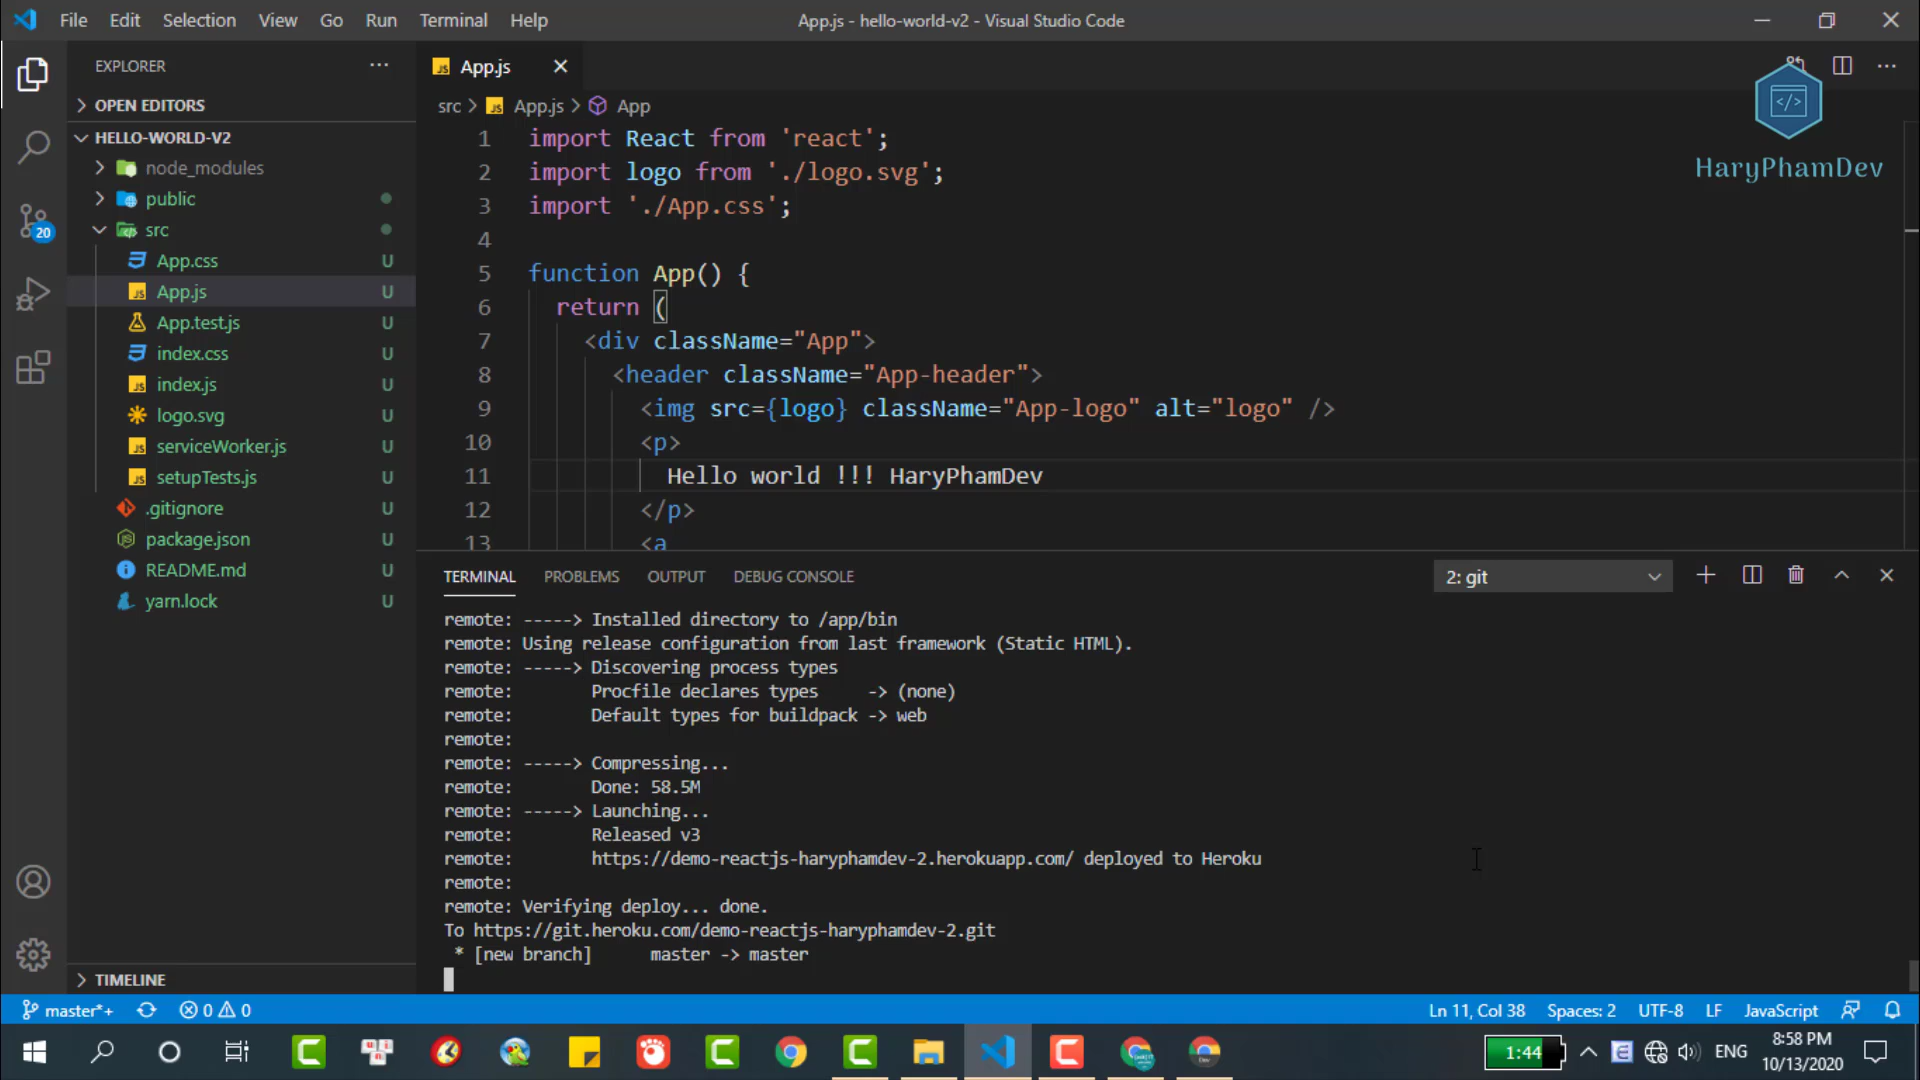 File Edit Selection View Go Run Terminal Help
App.js - hello-world-v2 - Visual Studio Code
EXPLORER
OPEN EDITORS
HELLO-WORLD-V2
node_modules
public
src
App.css U
App.js U
App.test.js U
index.css U
index.js U
logo.svg U
serviceWorker.js U
setupTests.js U
.gitignore U
package.json U
README.md U
yarn.lock U
TIMELINE
20
JS App.js
src > JS App.js > App
</>
HaryPhamDev
1 import React from 'react';
2 import logo from './logo.svg';
3 import './App.css';
4
5 function App() {
6 return (
7 <div className="App">
8 <header className="App-header">
9 <img src={logo} className="App-logo" alt="logo" />
10 <p>
11 Hello world !!! HaryPhamDev
12 </p>
13 <a
TERMINAL PROBLEMS OUTPUT DEBUG CONSOLE
2: git
remote: -----> Installed directory to /app/bin
remote: Using release configuration from last framework (Static HTML).
remote: -----> Discovering process types
remote: Procfile declares types -> (none)
remote: Default types for buildpack -> web
remote:
remote: -----> Compressing...
remote: Done: 58.5M
remote: -----> Launching...
remote: Released v3
remote: https://demo-reactjs-haryphamdev-2.herokuapp.com/ deployed to Heroku
remote:
remote: Verifying deploy... done.
To https://git.heroku.com/demo-reactjs-haryphamdev-2.git
* [new branch] master -> master
master*+ 0 0
Ln 11, Col 38 Spaces: 2 UTF-8 LF JavaScript
1:44
ENG
8:58 PM
10/13/2020